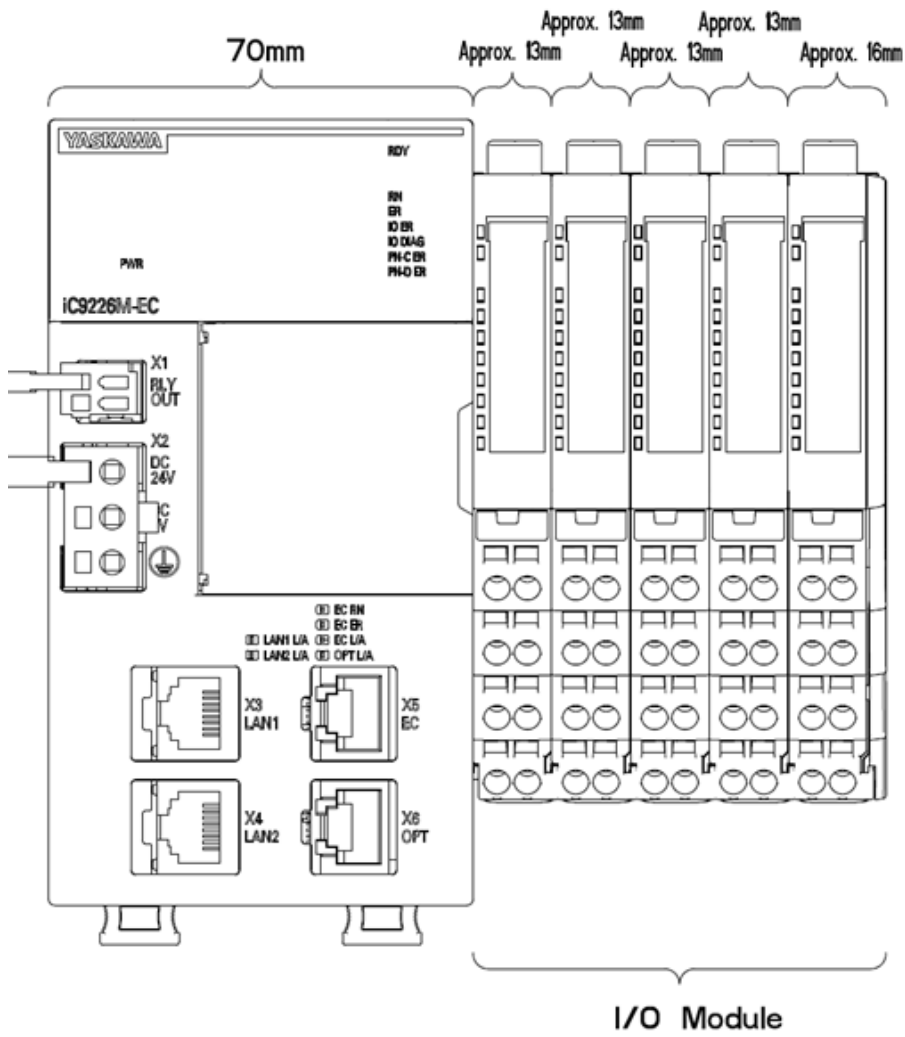 Approx. 13mm
Approx. 13mm
70mm
Approx. 13mm
Approx. 13mm
Approx. 16mm
YASKAWA
RDY
RN
ER
IO ER
IO DIAG
PN-C ER
PN-D ER
PWR
iC9226M-EC
X1
RLY
OUT
X2
DC
24V
EC RN
EC ER
LAN1 L/A
EC L/A
LAN2 L/A
OPT L/A
X3
LAN1
X5
EC
X4
LAN2
X6
OPT
I/O Module